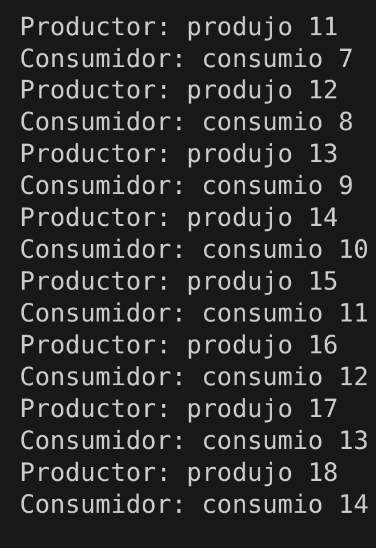 Productor: produjo 11
Consumidor: consumio 7
Productor: produjo 12
Consumidor: consumio 8
Productor: produjo 13
Consumidor: consumio 9
Productor: produjo 14
Consumidor: consumio 10
Productor: produjo 15
Consumidor: consumio 11
Productor: produjo 16
Consumidor: consumio 12
Productor: produjo 17
Consumidor: consumio 13
Productor: produjo 18
Consumidor: consumio 14